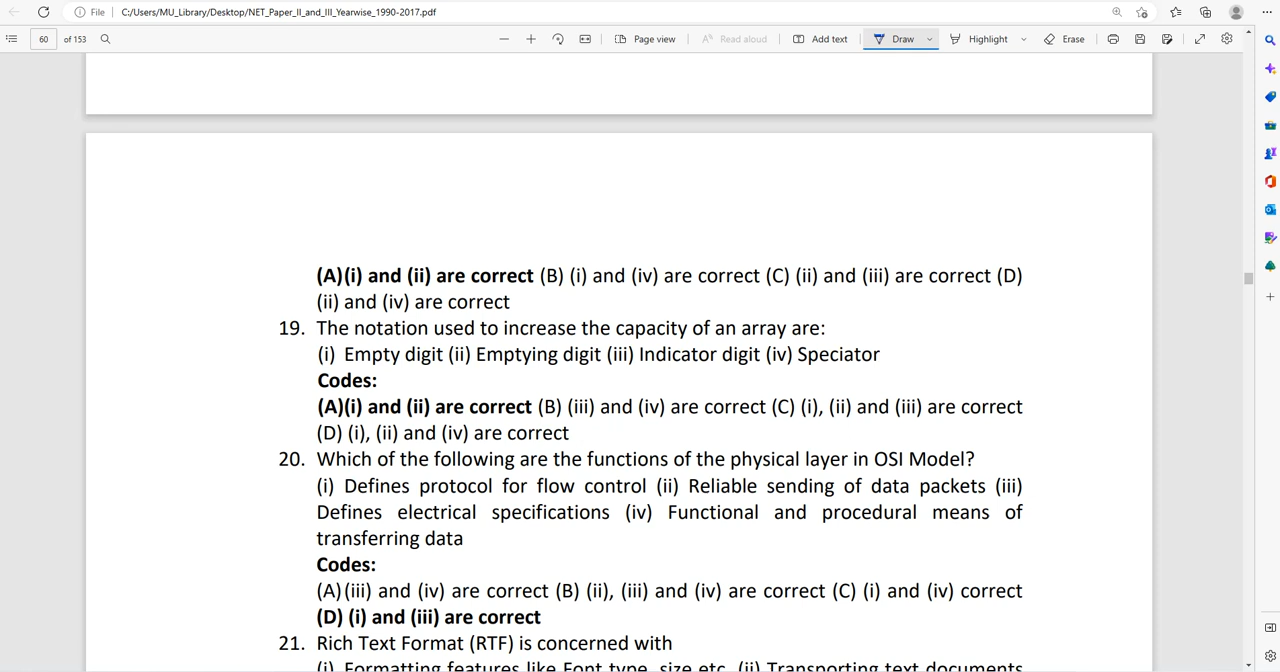 File C:/Users/MU_Library/Desktop/NET_Paper_II_and_III_Yearwise_1990-2017.pdf
60 of 153 Page view Read aloud Add text Draw Highlight Erase
(A)(i) and (ii) are correct (B) (i) and (iv) are correct (C) (ii) and (iii) are correct (D)
(ii) and (iv) are correct
19. The notation used to increase the capacity of an array are:
(i) Empty digit (ii) Emptying digit (iii) Indicator digit (iv) Speciator
Codes:
(A)(i) and (ii) are correct (B) (iii) and (iv) are correct (C) (i), (ii) and (iii) are correct
(D) (i), (ii) and (iv) are correct
20. Which of the following are the functions of the physical layer in OSI Model?
(i) Defines protocol for flow control (ii) Reliable sending of data packets (iii)
Defines electrical specifications (iv) Functional and procedural means of
transferring data
Codes:
(A)(iii) and (iv) are correct (B) (ii), (iii) and (iv) are correct (C) (i) and (iv) correct
(D) (i) and (iii) are correct
21. Rich Text Format (RTF) is concerned with
(i) Formatting features like Font type, size etc. (ii) Transporting text documents